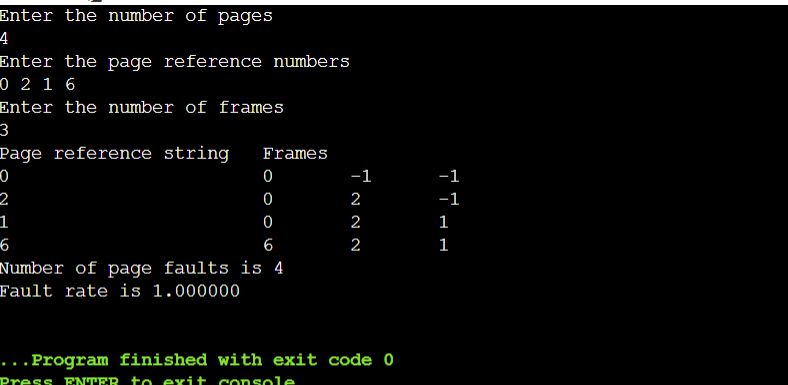 Enter the number of pages
4
Enter the page reference numbers
0 2 1 6
Enter the number of frames
3
Page reference string   Frames
0                       0       -1      -1
2                       0       2       -1
1                       0       2       1
6                       6       2       1
Number of page faults is 4
Fault rate is 1.000000
...Program finished with exit code 0
Press ENTER to exit console